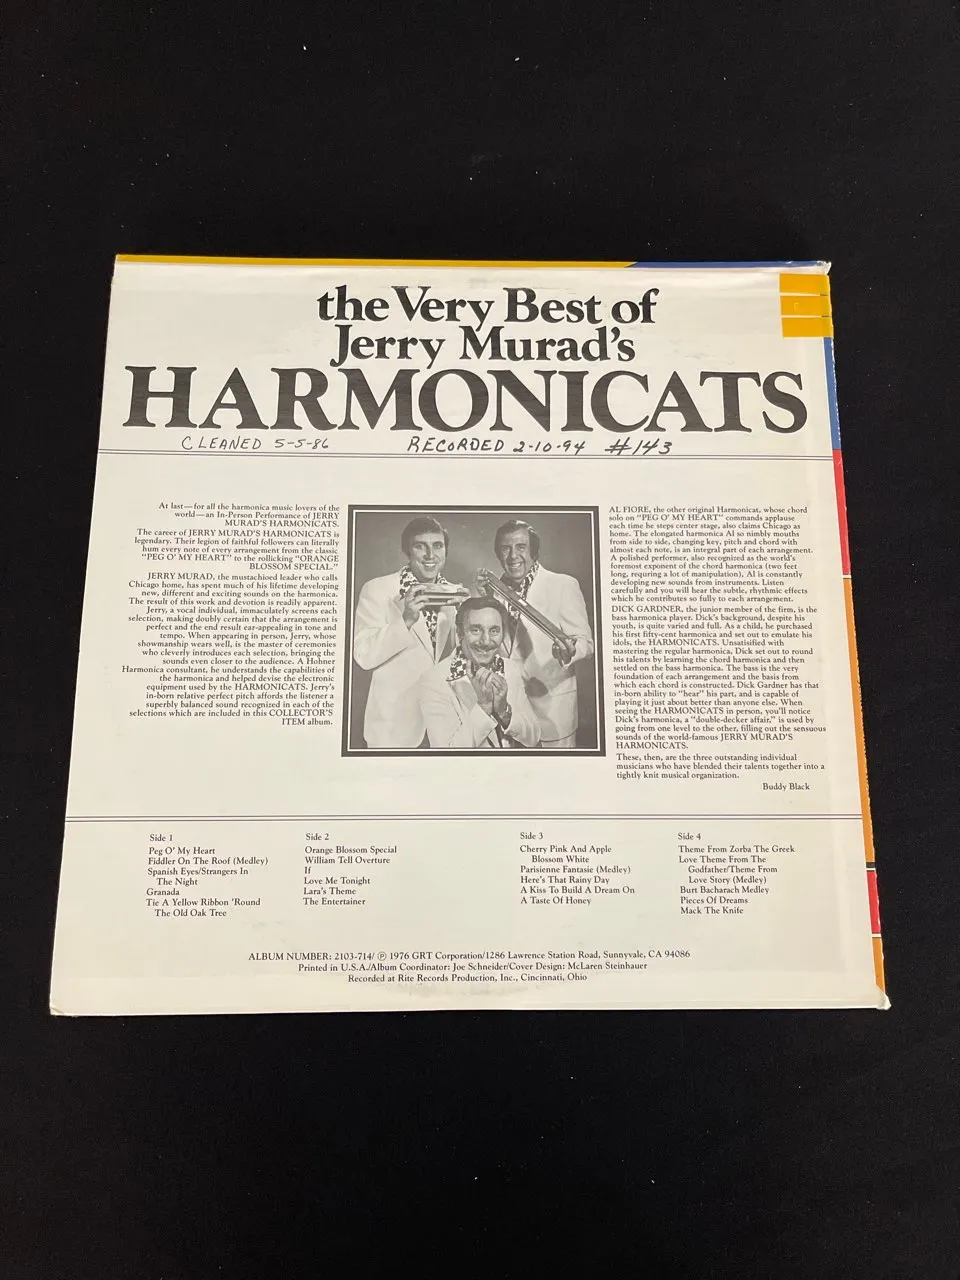 the Very Best of
Jerry Murad's
HARMONICATS
CLEANED 5-5-86 RECORDED 2-10-94 #143
At last—for all the harmonica music lovers of the
world—an In-Person Performance of JERRY
MURAD'S HARMONICATS.
The career of JERRY MURAD'S HARMONICATS is
legendary. Their legion of faithful followers can literally
hum every note of every arrangement from the classic
"PEG O' MY HEART" to the rollicking "ORANGE
BLOSSOM SPECIAL."
JERRY MURAD, the mustachioed leader who calls
Chicago home, has spent much of his lifetime developing
new, different and exciting sounds on the harmonica.
The result of this work and devotion is readily apparent.
Jerry, a vocal individual, immaculately screens each
selection, making doubly certain that the arrangement is
perfect and the end result ear-appealing in tone and
tempo. When appearing in person, Jerry, whose
showmanship wears well, is the master of ceremonies
who cleverly introduces each selection, bringing the
sounds even closer to the audience. A Hohner
Harmonica consultant, he understands the capabilities of
the harmonica and helped devise the electronic
equipment used by the HARMONICATS. Jerry's
in-born relative perfect pitch affords the listener a
superbly balanced sound recognized in each of the
selections which are included in this COLLECTOR'S
ITEM album.
AL FIORE, the other original Harmonicat, whose chord
solo on "PEG O' MY HEART" commands applause
each time he steps center stage, also claims Chicago as
home. The elongated harmonica Al so nimbly mouths
from side to side, changing key, pitch and chord with
almost each note, is an integral part of each arrangement.
A polished performer, also recognized as the world's
foremost exponent of the chord harmonica (two feet
long, requring a lot of manipulation), Al is constantly
developing new sounds from instruments. Listen
carefully and you will hear the subtle, rhythmic effects
which he contributes so fully to each arrangement.
DICK GARDNER, the junior member of the firm, is the
bass harmonica player. Dick's background, despite his
youth, is quite varied and full. As a child, he purchased
his first fifty-cent harmonica and set out to emulate his
idols, the HARMONICATS. Unsatisified with
mastering the regular harmonica, Dick set out to round
his talents by learning the chord harmonica and then
settled on the bass harmonica. The bass is the very
foundation of each arrangement and the basis from
which each chord is constructed. Dick Gardner has that
in-born ability to "hear" his part, and is capable of
playing it just about better than anyone else. When
seeing the HARMONICATS in person, you'll notice
Dick's harmonica, a "double-decker affair," is used by
going from one level to the other, filling out the sensuous
sounds of the world-famous JERRY MURAD'S
HARMONICATS.
These, then, are the three outstanding individual
musicians who have blended their talents together into a
tightly knit musical organization.
Buddy Black
Side 1
Peg O' My Heart
Fiddler On The Roof (Medley)
Spanish Eyes/Strangers In
The Night
Granada
Tie A Yellow Ribbon 'Round
The Old Oak Tree
Side 2
Orange Blossom Special
William Tell Overture
If
Love Me Tonight
Lara's Theme
The Entertainer
Side 3
Cherry Pink And Apple
Blossom White
Parisienne Fantasie (Medley)
Here's That Rainy Day
A Kiss To Build A Dream On
A Taste Of Honey
Side 4
Theme From Zorba The Greek
Love Theme From The
Godfather/Theme From
Love Story (Medley)
Burt Bacharach Medley
Pieces Of Dreams
Mack The Knife
ALBUM NUMBER: 2103-714/ ℗ 1976 GRT Corporation/1286 Lawrence Station Road, Sunnyvale, CA 94086
Printed in U.S.A./Album Coordinator: Joe Schneider/Cover Design: McLaren Steinhauer
Recorded at Rite Records Production, Inc., Cincinnati, Ohio